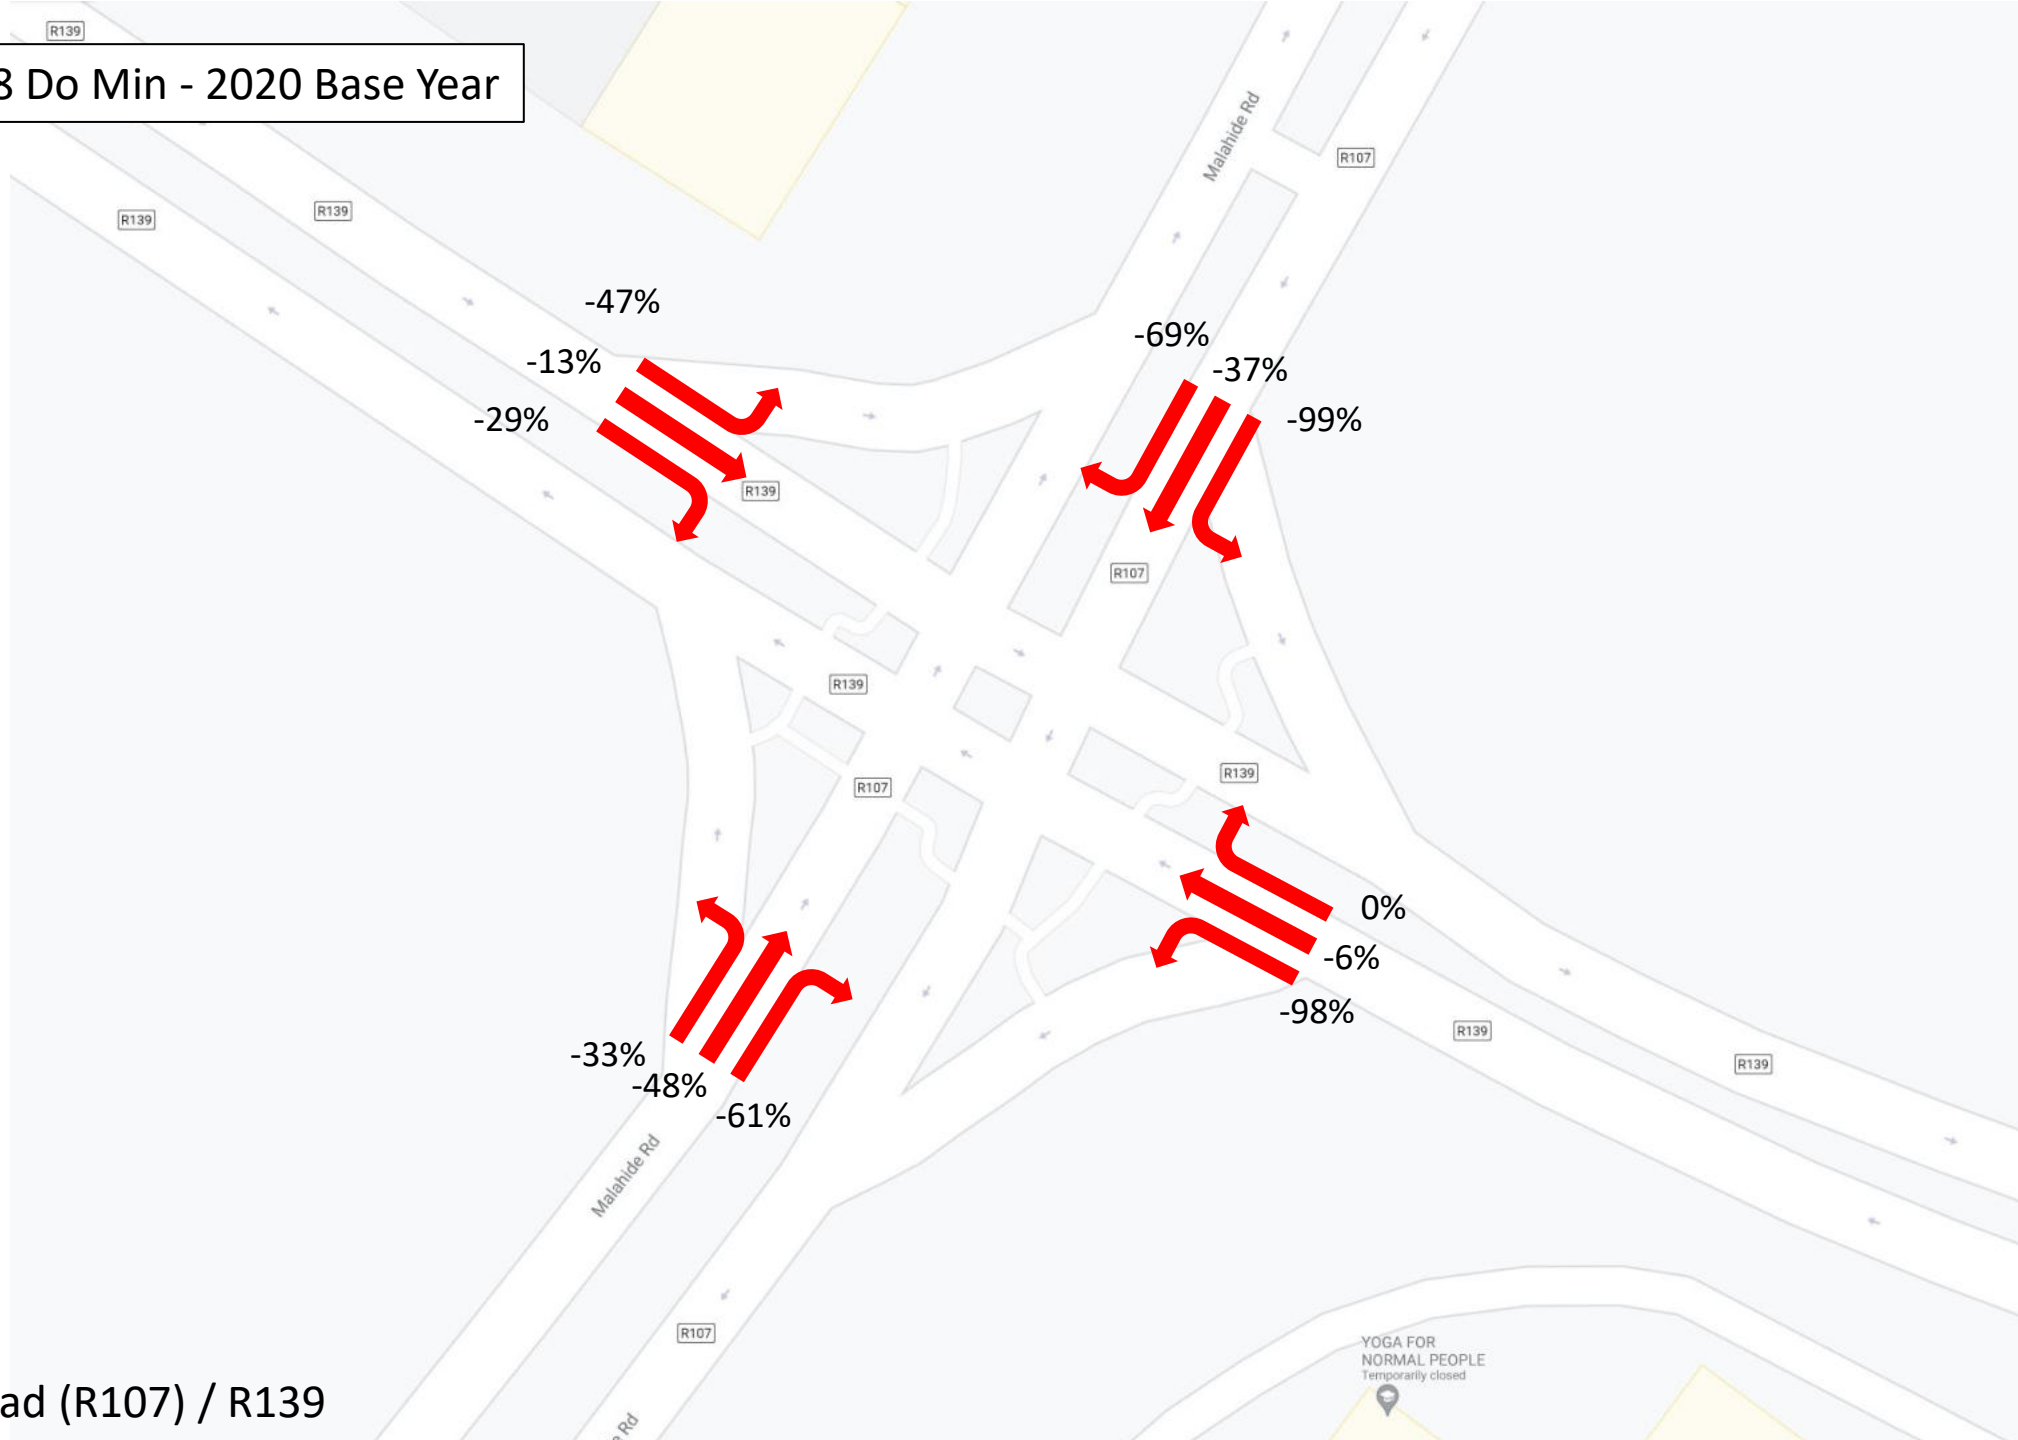 R139
8 Do Min - 2020 Base Year
Malahide Rd
R107
R139
R139
-47%
-69%
-13%
-37%
-29%
-99%
R139
R107
R139
R139
R107
0%
-6%
-98%
R139
-33%
-48%
-61%
R139
Malahide Rd
R107
YOGA FOR
NORMAL PEOPLE
Temporarily closed
ad (R107) / R139
Rd